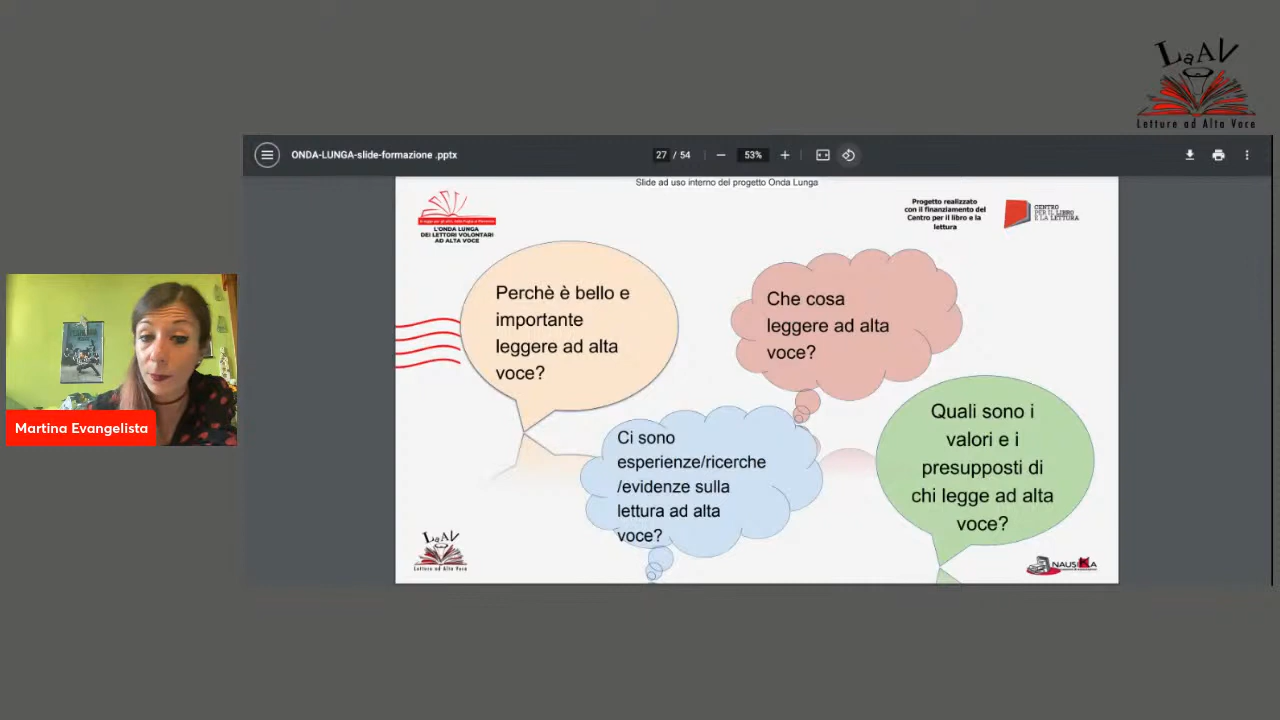 LaAV
Letture ad Alta Voce
ONDA-LUNGA-slide-formazione .pptx
27 / 54
53%
Slide ad uso interno del progetto Onda Lunga
L'ONDA LUNGA
DEI LETTORI VOLONTARI
AD ALTA VOCE
Progetto realizzato
con il finanziamento del
Centro per il libro e la
lettura
CENTRO
PER IL LIBRO
E LA LETTURA
Perchè è bello e
importante
leggere ad alta
voce?
Che cosa
leggere ad alta
voce?
Ci sono
esperienze/ricerche
/evidenze sulla
lettura ad alta
voce?
Quali sono i
valori e i
presupposti di
chi legge ad alta
voce?
Martina Evangelista
LaAV
Letture ad Alta Voce
NAUSIKA